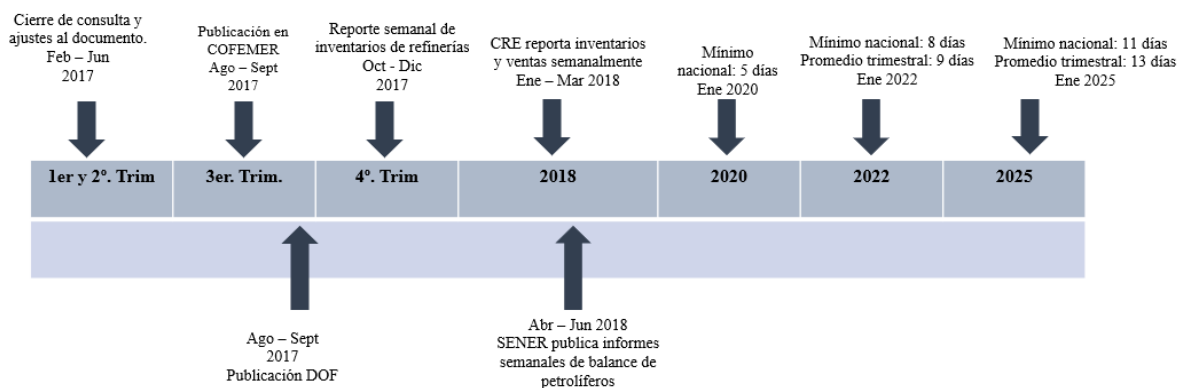 Cierre de consulta y
ajustes al documento.
Feb – Jun
2017
Publicación en
COFEMER
Ago – Sept
2017
Reporte semanal de
inventarios de refinerías
Oct - Dic
2017
CRE reporta inventarios
y ventas semanalmente
Ene – Mar 2018
Mínimo
nacional: 5 días
Ene 2020
Mínimo nacional: 8 días
Promedio trimestral: 9 días
Ene 2022
Mínimo nacional: 11 días
Promedio trimestral: 13 días
Ene 2025
1er y 2º. Trim
3er. Trim.
4º. Trim
2018
2020
2022
2025
Ago – Sept
2017
Publicación DOF
Abr – Jun 2018
SENER publica informes
semanales de balance de
petrolíferos